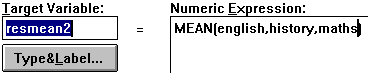 Target Variable:
Numeric Expression:
resmean2
=
MEAN(english,history,maths
Type&Label...